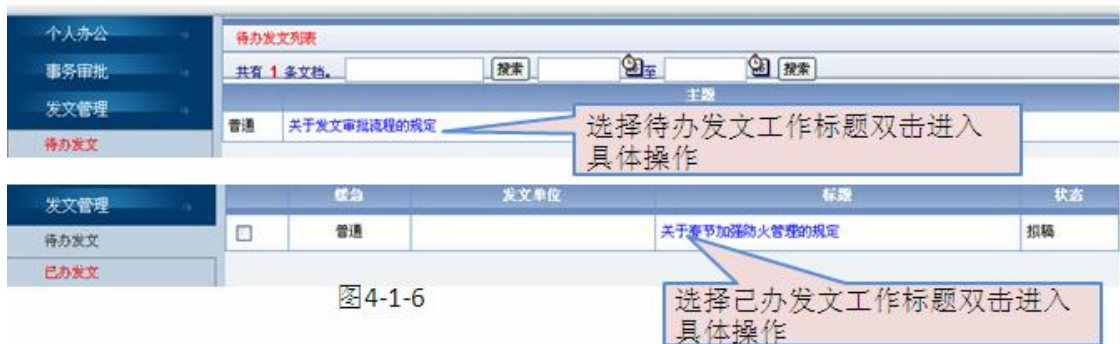 个人办公
事务审批
发文管理
待办发文
待办发文列表
共有 1 条文档。 搜索 至 搜索
主题
普通 关于发文审批流程的规定
选择待办发文工作标题双击进入
具体操作
发文管理
待办发文
已办发文
缓急 发文单位 标题 状态
普通 关于春节加强防火管理的规定 拟稿
选择已办发文工作标题双击进入
具体操作
图4-1-6